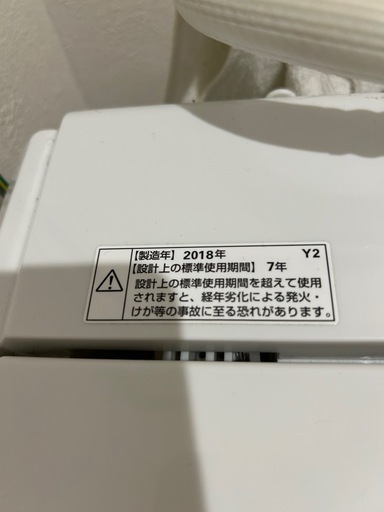 【製造年】2018年 Y2
【設計上の標準使用期間】7年
設計上の標準使用期間を超えて使用
されますと、経年劣化による発火・
けが等の事故に至る恐れがあります。